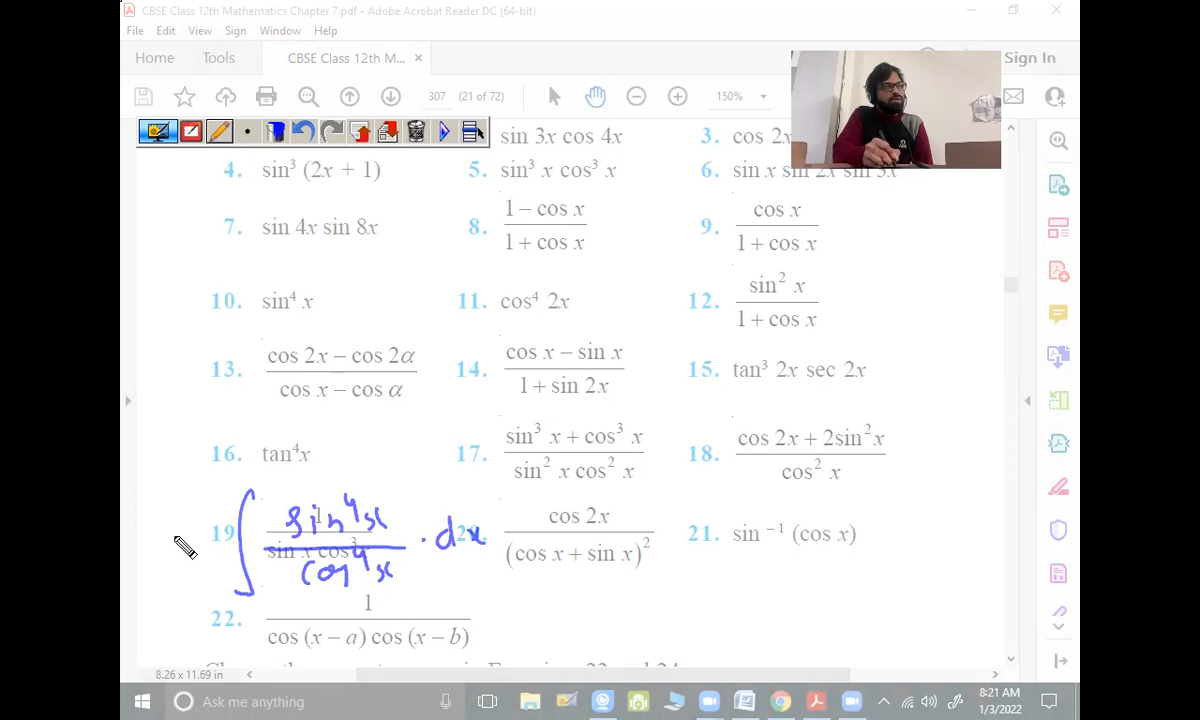 CBSE Class 12th Mathematics Chapter 7.pdf - Adobe Acrobat Reader DC (64-bit)
File Edit View Sign Window Help
Home Tools CBSE Class 12th M... × Sign In
307 (21 of 72) 150%
sin 3x cos 4x 3. cos 2x
4. sin³ (2x + 1) 5. sin³ x cos³ x 6. sin x sin 2x sin 3x
7. sin 4x sin 8x 8. (1 – cos x)/(1 + cos x) 9. cos x/(1 + cos x)
10. sin⁴ x 11. cos⁴ 2x 12. sin² x/(1 + cos x)
13. (cos 2x – cos 2α)/(cos x – cos α) 14. (cos x – sin x)/(1 + sin 2x) 15. tan³ 2x sec 2x
16. tan⁴x 17. (sin³ x + cos³ x)/(sin² x cos² x) 18. (cos 2x + 2sin²x)/cos² x
19. 1/(sin x cos³ x) 20. cos 2x/(cos x + sin x)² 21. sin ⁻¹ (cos x)
∫ sin⁴x/cos⁴x . dx
22. 1/(cos (x – a) cos (x – b))
8.26 x 11.69 in
Ask me anything
8:21 AM
1/3/2022